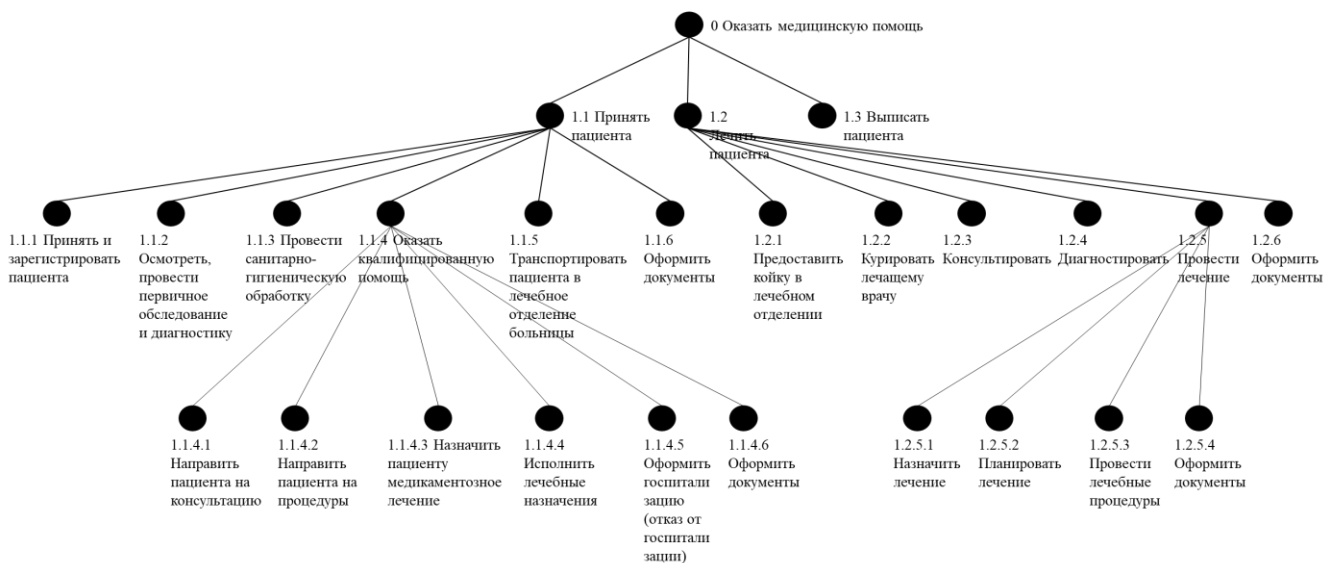 0 Оказать медицинскую помощь
1.1 Принять
пациента
1.2
Лечить
пациента
1.3 Выписать
пациента
1.1.1 Принять и
зарегистрировать
пациента
1.1.2
Осмотреть,
провести
первичное
обследование
и диагностику
1.1.3 Провести
санитарно-
гигиеническую
обработку
1.1.4 Оказать
квалифицированную
помощь
1.1.5
Транспортировать
пациента в
лечебное
отделение
больницы
1.1.6
Оформить
документы
1.2.1
Предоставить
койку в
лечебном
отделении
1.2.2
Курировать
лечащему
врачу
1.2.3
Консультировать
1.2.4
Диагностировать
1.2.5
Провести
лечение
1.2.6
Оформить
документы
1.1.4.1
Направить
пациента на
консультацию
1.1.4.2
Направить
пациента на
процедуры
1.1.4.3 Назначить
пациенту
медикаментозное
лечение
1.1.4.4
Исполнить
лечебные
назначения
1.1.4.5
Оформить
госпитали
зацию
(отказ от
госпитали
зации)
1.1.4.6
Оформить
документы
1.2.5.1
Назначить
лечение
1.2.5.2
Планировать
лечение
1.2.5.3
Провести
лечебные
процедуры
1.2.5.4
Оформить
документы